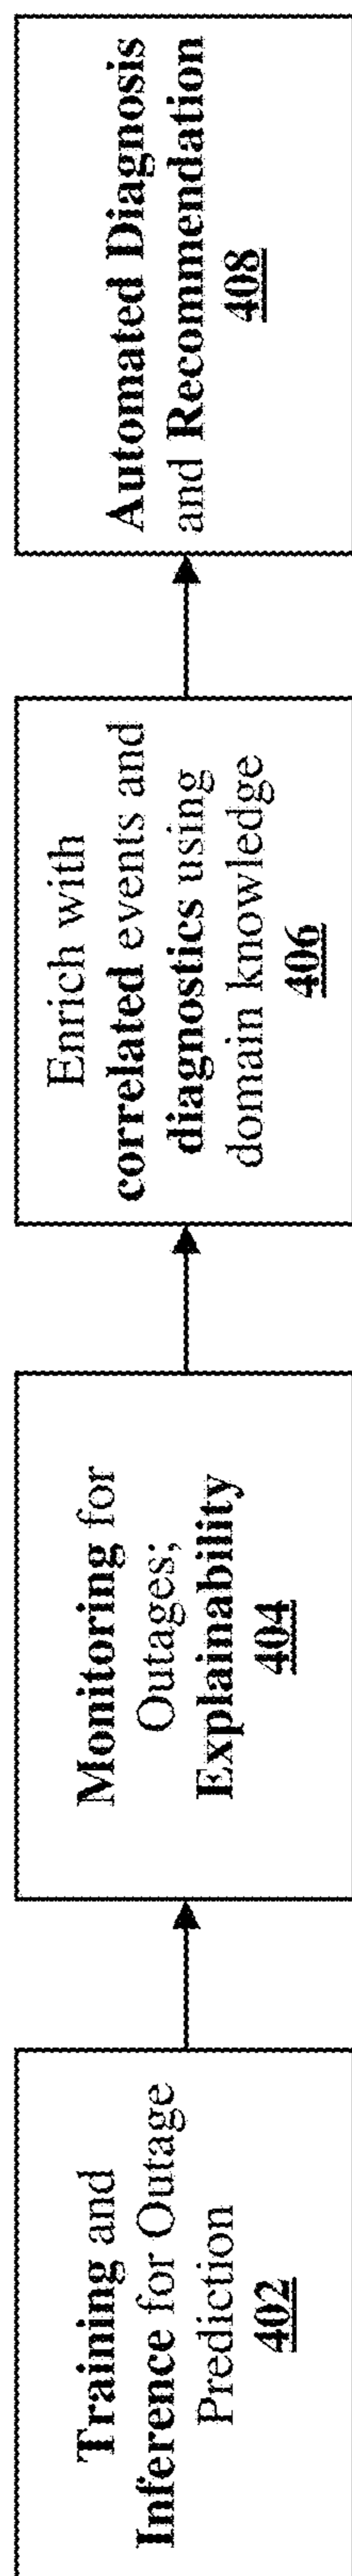 Training and
Inference for Outage
Prediction
402
Monitoring for
Outages;
Explainability
404
Enrich with
correlated events and
diagnostics using
domain knowledge
406
Automated Diagnosis
and Recommendation
408